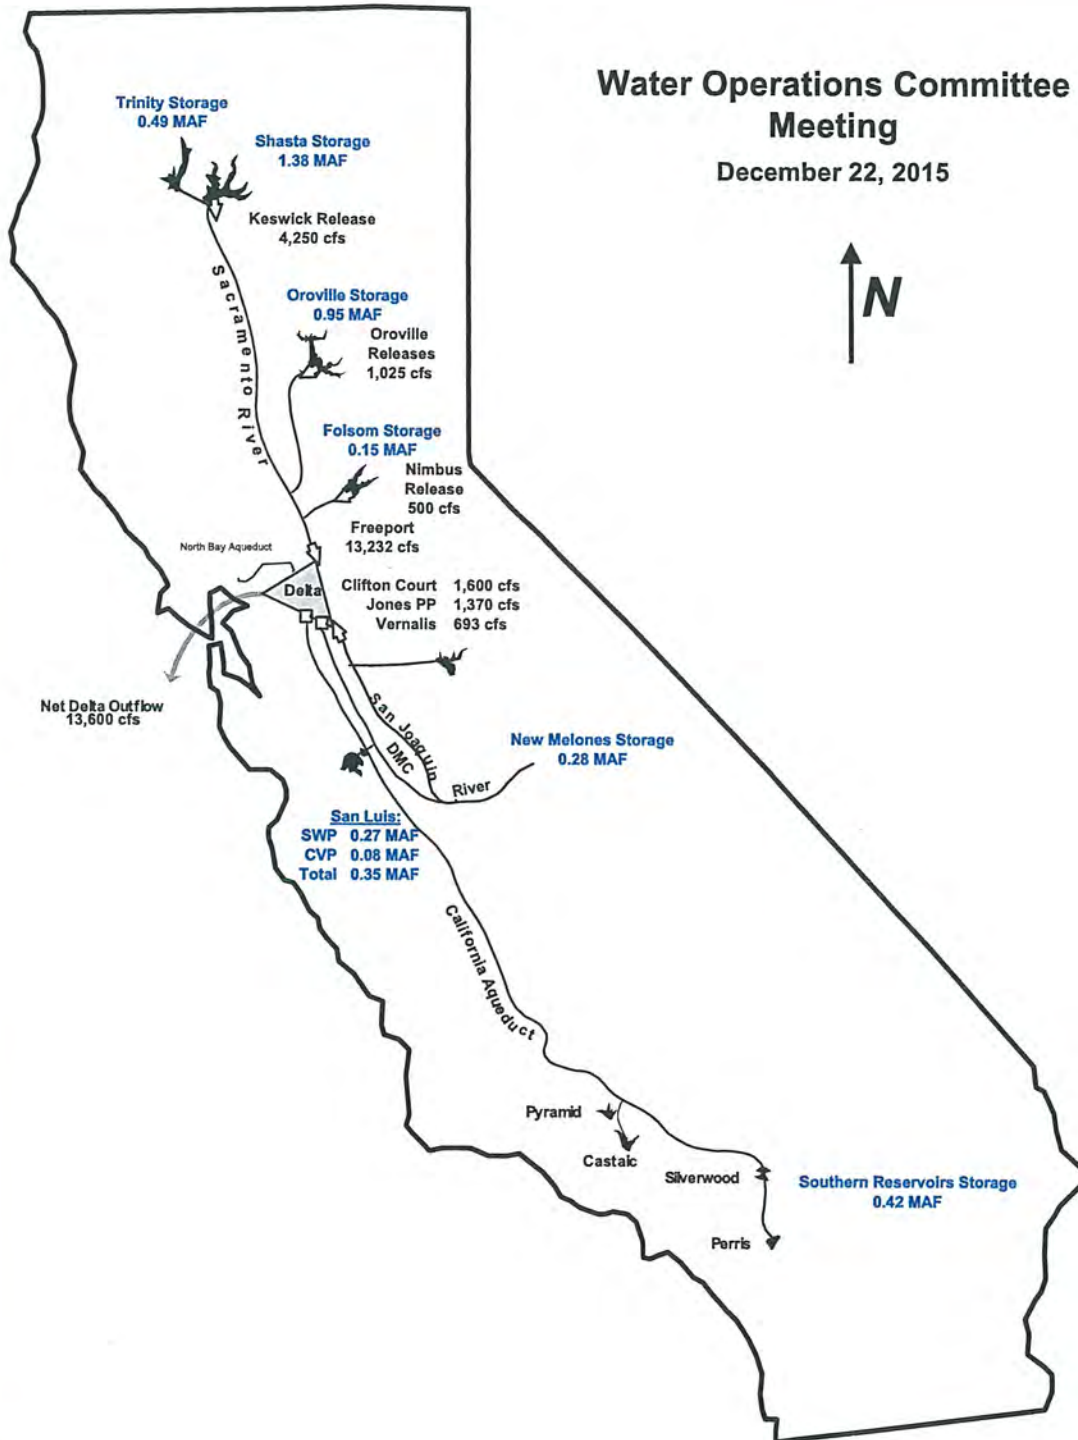 Water Operations Committee
Meeting
December 22, 2015
N
Trinity Storage
0.49 MAF
Shasta Storage
1.38 MAF
Keswick Release
4,250 cfs
Sacramento River
Oroville Storage
0.95 MAF
Oroville
Releases
1,025 cfs
Folsom Storage
0.15 MAF
Nimbus
Release
500 cfs
Freeport
13,232 cfs
North Bay Aqueduct
Delta
Clifton Court 1,600 cfs
Jones PP 1,370 cfs
Vernalis 693 cfs
Net Delta Outflow
13,600 cfs
San Joaquin
River
DMC
New Melones Storage
0.28 MAF
San Luis:
SWP 0.27 MAF
CVP 0.08 MAF
Total 0.35 MAF
California Aqueduct
Pyramid
Castaic
Silverwood
Southern Reservoirs Storage
0.42 MAF
Perris